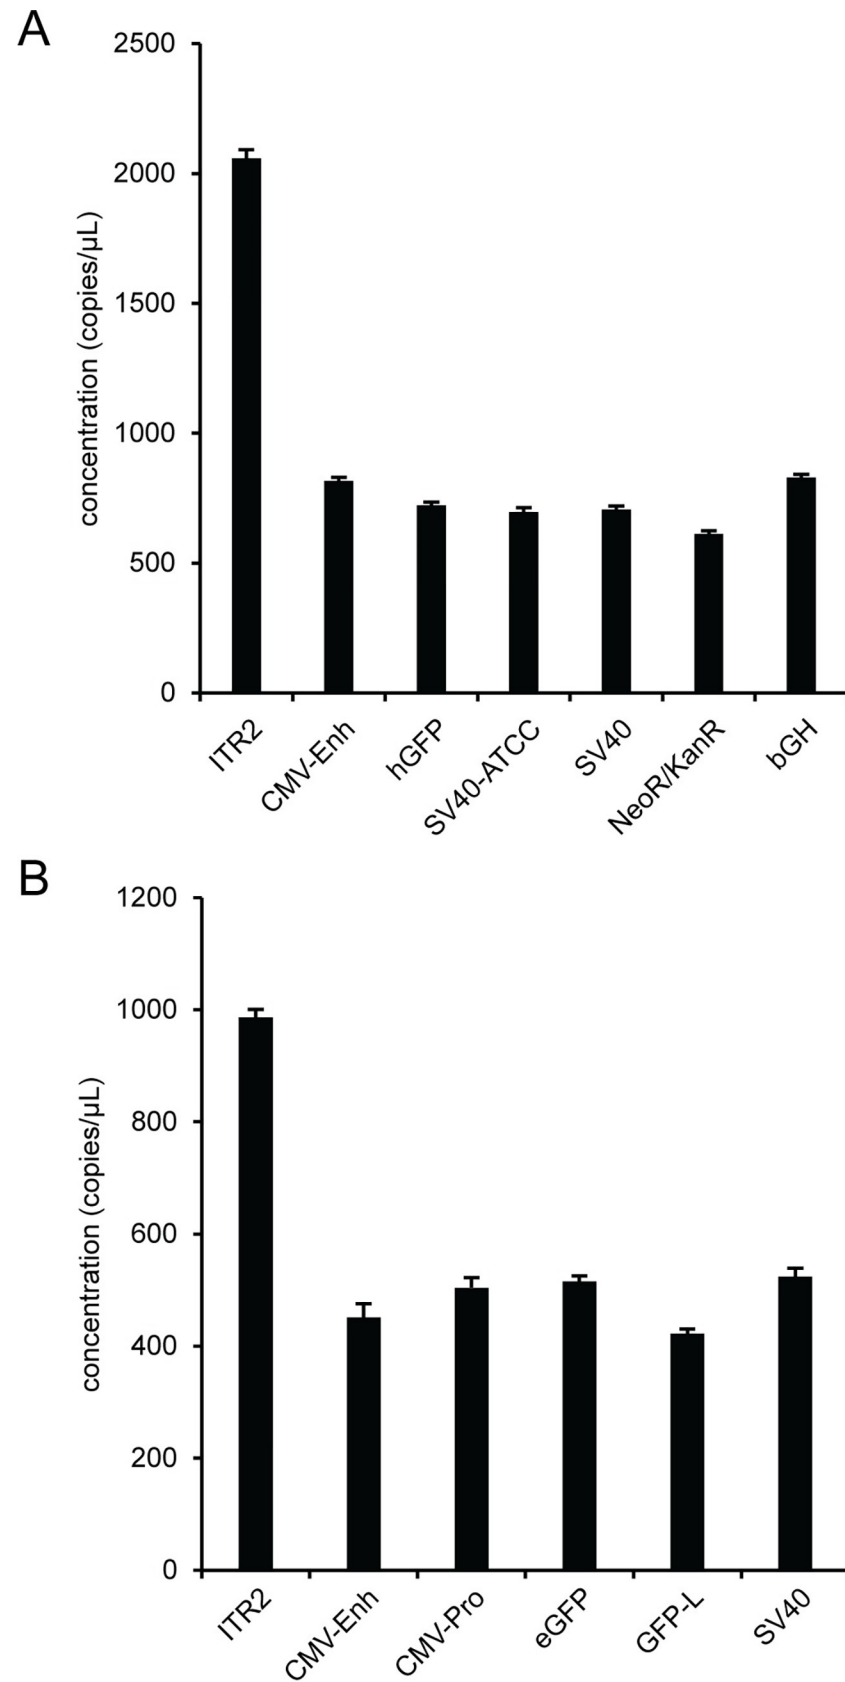 A
2500
2000
1500
1000
500
0
concentration (copies/µL)
ITR2
CMV-Enh
hGFP
SV40-ATCC
SV40
NeoR/KanR
bGH
B
1200
1000
800
600
400
200
0
concentration (copies/µL)
ITR2
CMV-Enh
CMV-Pro
eGFP
GFP-L
SV40